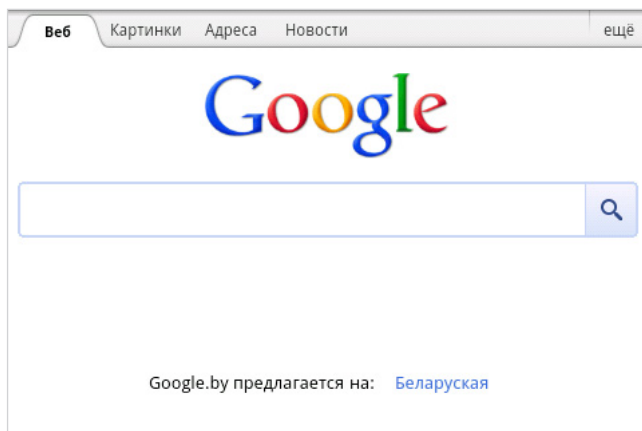 Веб Картинки Адреса Новости ещё
Google
Google.by предлагается на: Беларуская